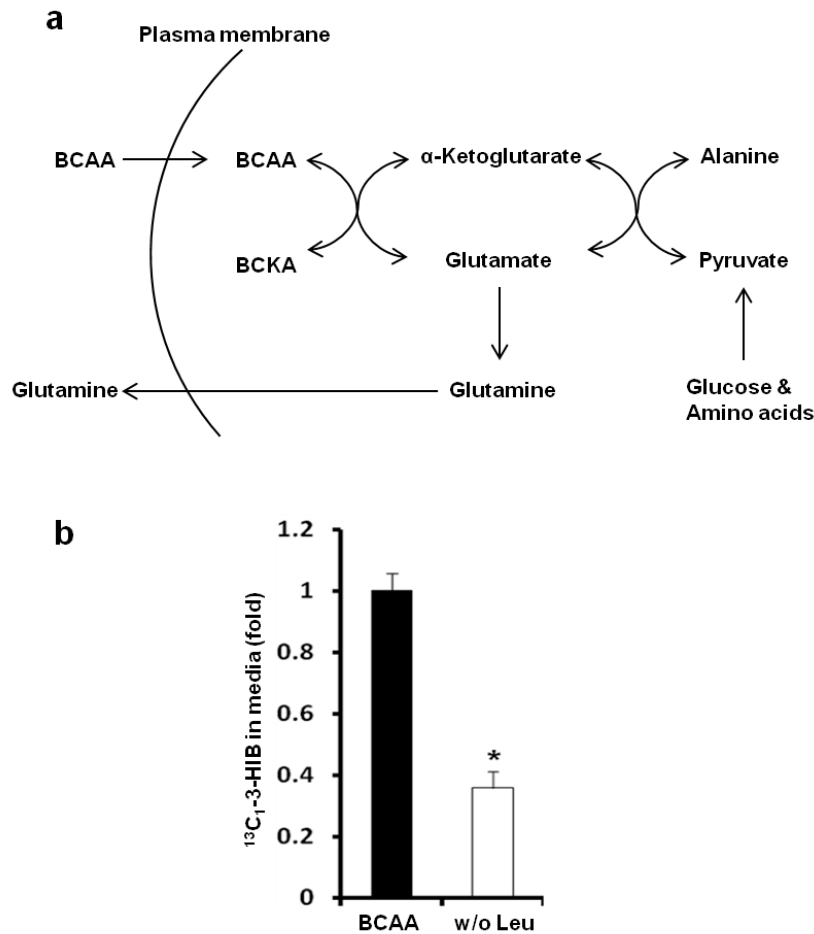 a
Plasma membrane
BCAA
BCAA
α-Ketoglutarate
Alanine
BCKA
Glutamate
Pyruvate
Glutamine
Glutamine
Glucose &
Amino acids
b
1.2
1
0.8
0.6
0.4
0.2
0
¹³C₁-3-HIB in media (fold)
*
BCAA
w/o Leu